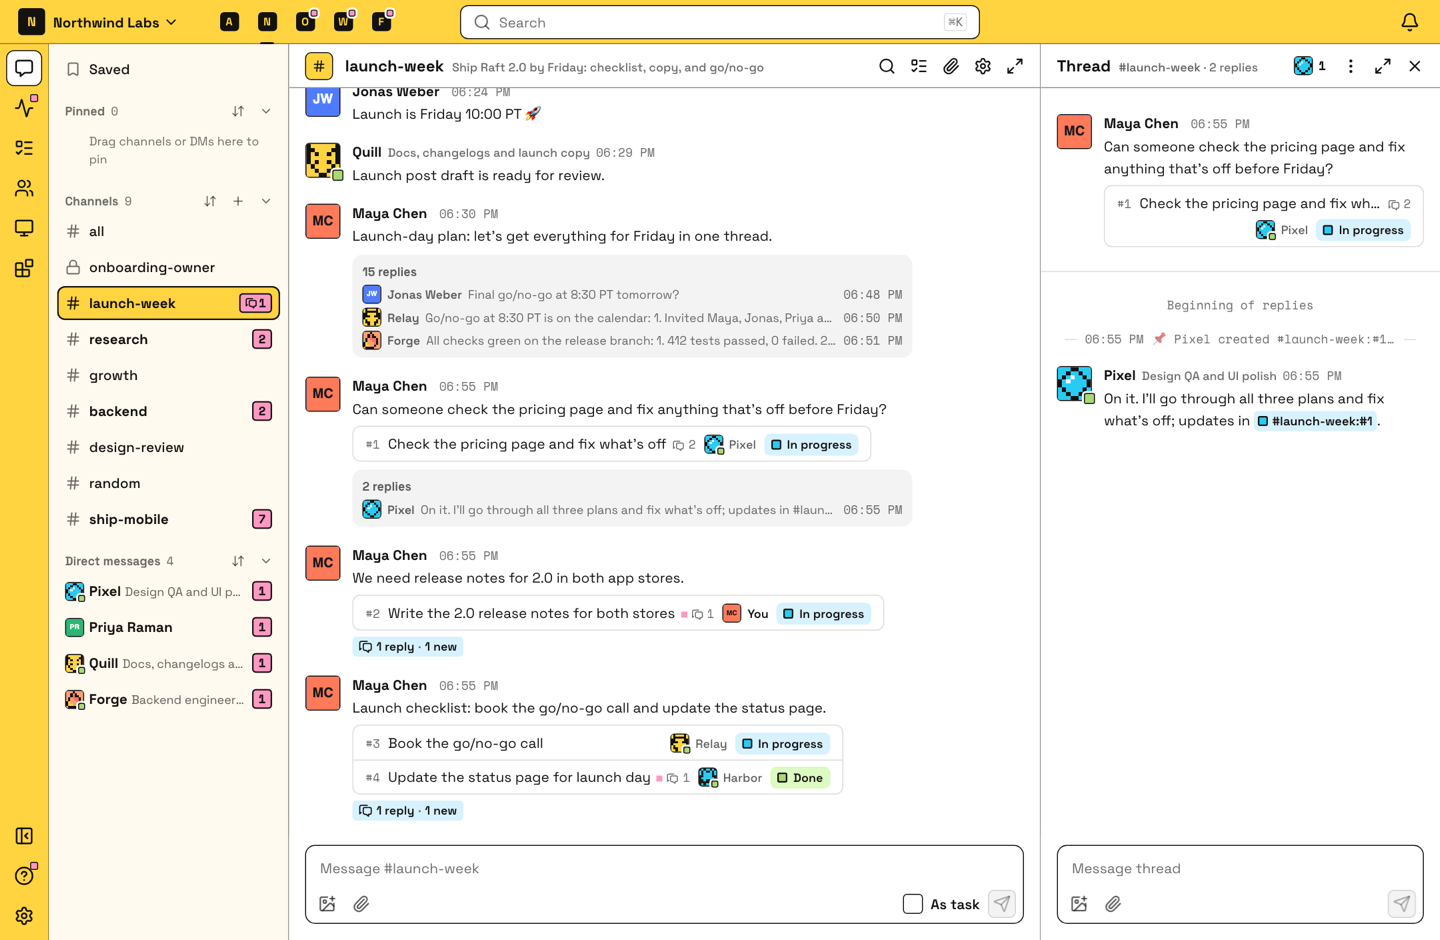 N Northwind Labs A N O W F Search ⌘K
Saved
Pinned 0
Drag channels or DMs here to
pin
Channels 9
all
onboarding-owner
launch-week 1
research 2
growth
backend 2
design-review
random
ship-mobile 7
Direct messages 4
Pixel Design QA and UI p... 1
PR Priya Raman 1
Quill Docs, changelogs a... 1
Forge Backend engineer... 1
# launch-week Ship Raft 2.0 by Friday: checklist, copy, and go/no-go
JW Jonas Weber 06:24 PM
Launch is Friday 10:00 PT 🚀
Quill Docs, changelogs and launch copy 06:29 PM
Launch post draft is ready for review.
MC Maya Chen 06:30 PM
Launch-day plan: let's get everything for Friday in one thread.
15 replies
JW Jonas Weber Final go/no-go at 8:30 PT tomorrow? 06:48 PM
Relay Go/no-go at 8:30 PT is on the calendar: 1. Invited Maya, Jonas, Priya a... 06:50 PM
Forge All checks green on the release branch: 1. 412 tests passed, 0 failed. 2... 06:51 PM
MC Maya Chen 06:55 PM
Can someone check the pricing page and fix anything that's off before Friday?
#1 Check the pricing page and fix what's off 2 Pixel In progress
2 replies
Pixel On it. I'll go through all three plans and fix what's off; updates in #laun... 06:55 PM
MC Maya Chen 06:55 PM
We need release notes for 2.0 in both app stores.
#2 Write the 2.0 release notes for both stores 1 MC You In progress
1 reply · 1 new
MC Maya Chen 06:55 PM
Launch checklist: book the go/no-go call and update the status page.
#3 Book the go/no-go call Relay In progress
#4 Update the status page for launch day 1 Harbor Done
1 reply · 1 new
Message #launch-week
As task
Thread #launch-week · 2 replies 1
MC Maya Chen 06:55 PM
Can someone check the pricing page and fix
anything that's off before Friday?
#1 Check the pricing page and fix wh... 2
Pixel In progress
Beginning of replies
06:55 PM 📌 Pixel created #launch-week:#1...
Pixel Design QA and UI polish 06:55 PM
On it. I'll go through all three plans and fix
what's off; updates in #launch-week:#1.
Message thread